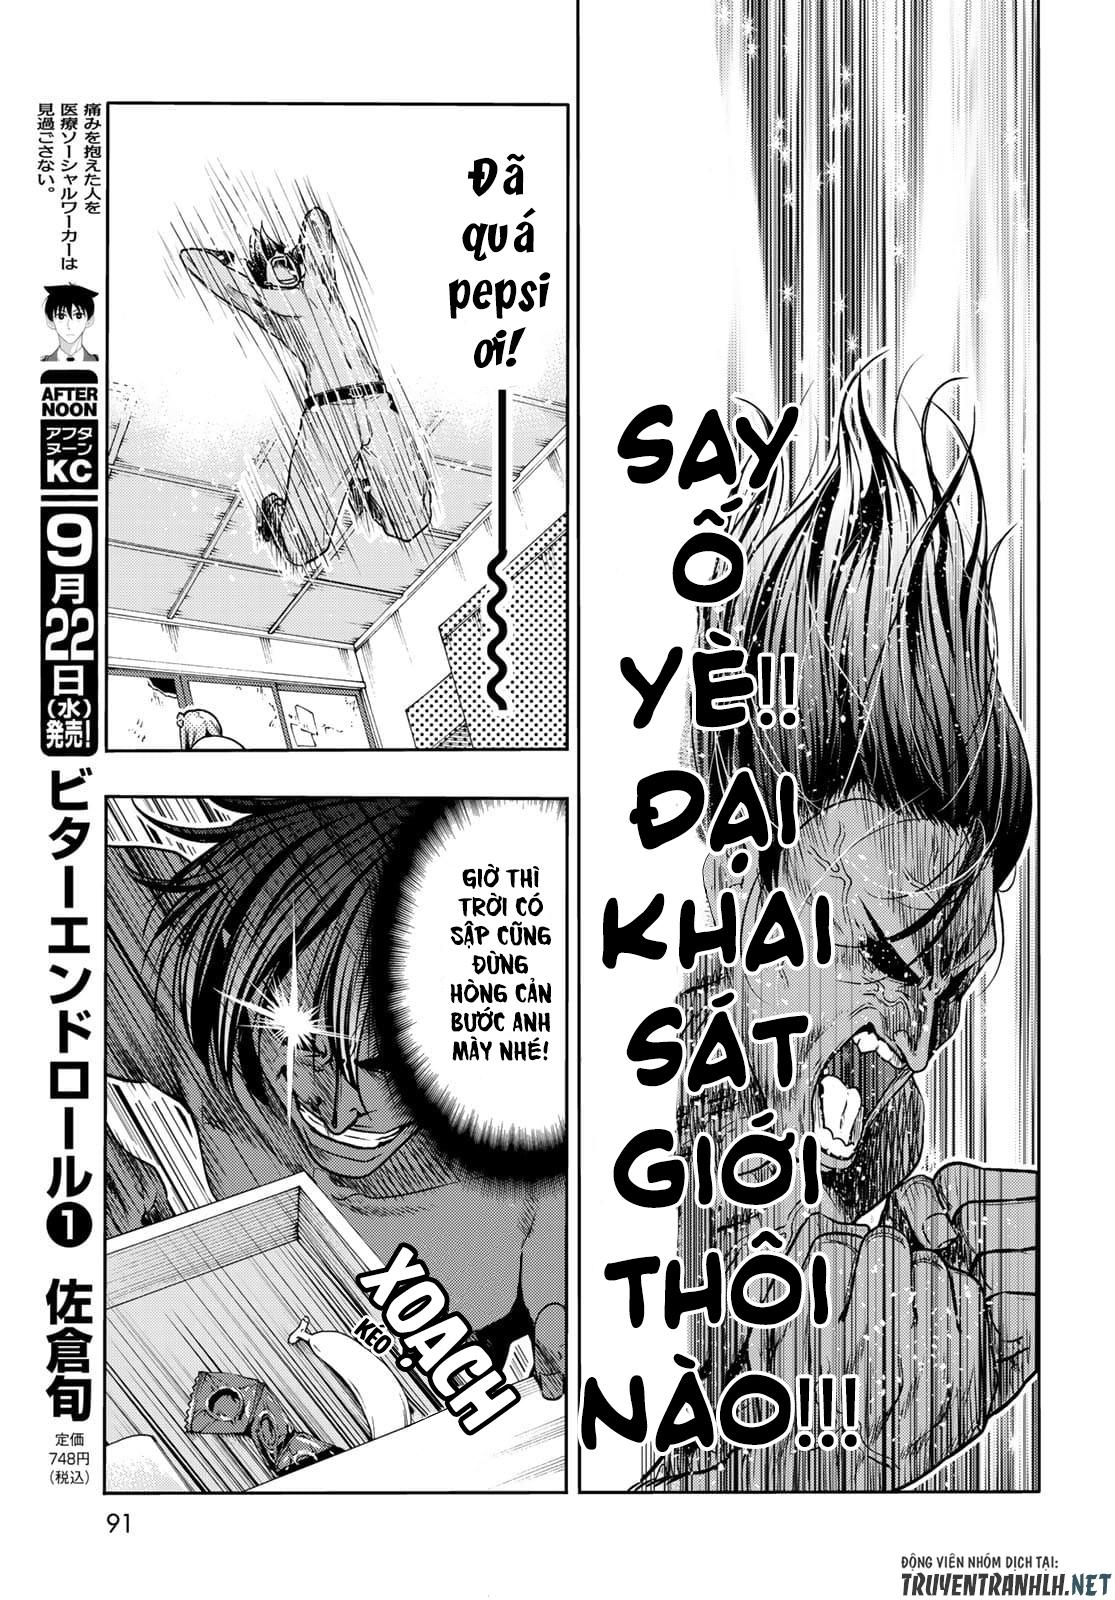 SAY
Ố
YÈ!!
ĐẠI
KHAI
SÁT
GIỚI
THÔI
NÀO!!!
Đã
quá
pepsi
ơi!
GIỜ THÌ
TRỜI CÓ
SẬP CŨNG
ĐỪNG
HÒNG CẢN
BƯỚC ANH
MÀY NHÉ!
XOẠCH
KÉO
痛みを抱えた人を
医療ソーシャルワーカーは
見過ごさない。
AFTER
NOON
アフタ
ヌーン
KC
9月22日(水)発売!
ビターエンドロール❶ 佐倉旬
定価
748円
(税込)
91
ĐỘNG VIÊN NHÓM DỊCH TẠI:
TRUYENTRANHLH.NET